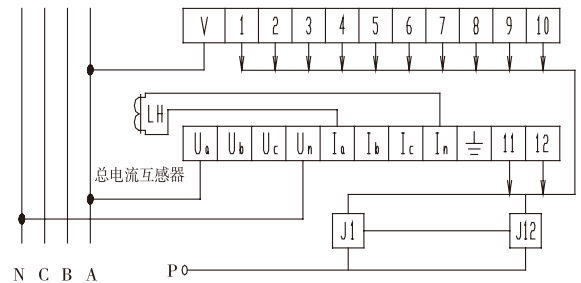 V 1 2 3 4 5 6 7 8 9 10
LH
Ua Ub Uc Un Ia Ib Ic In 11 12
总电流互感器
J1 J12
N C B A P